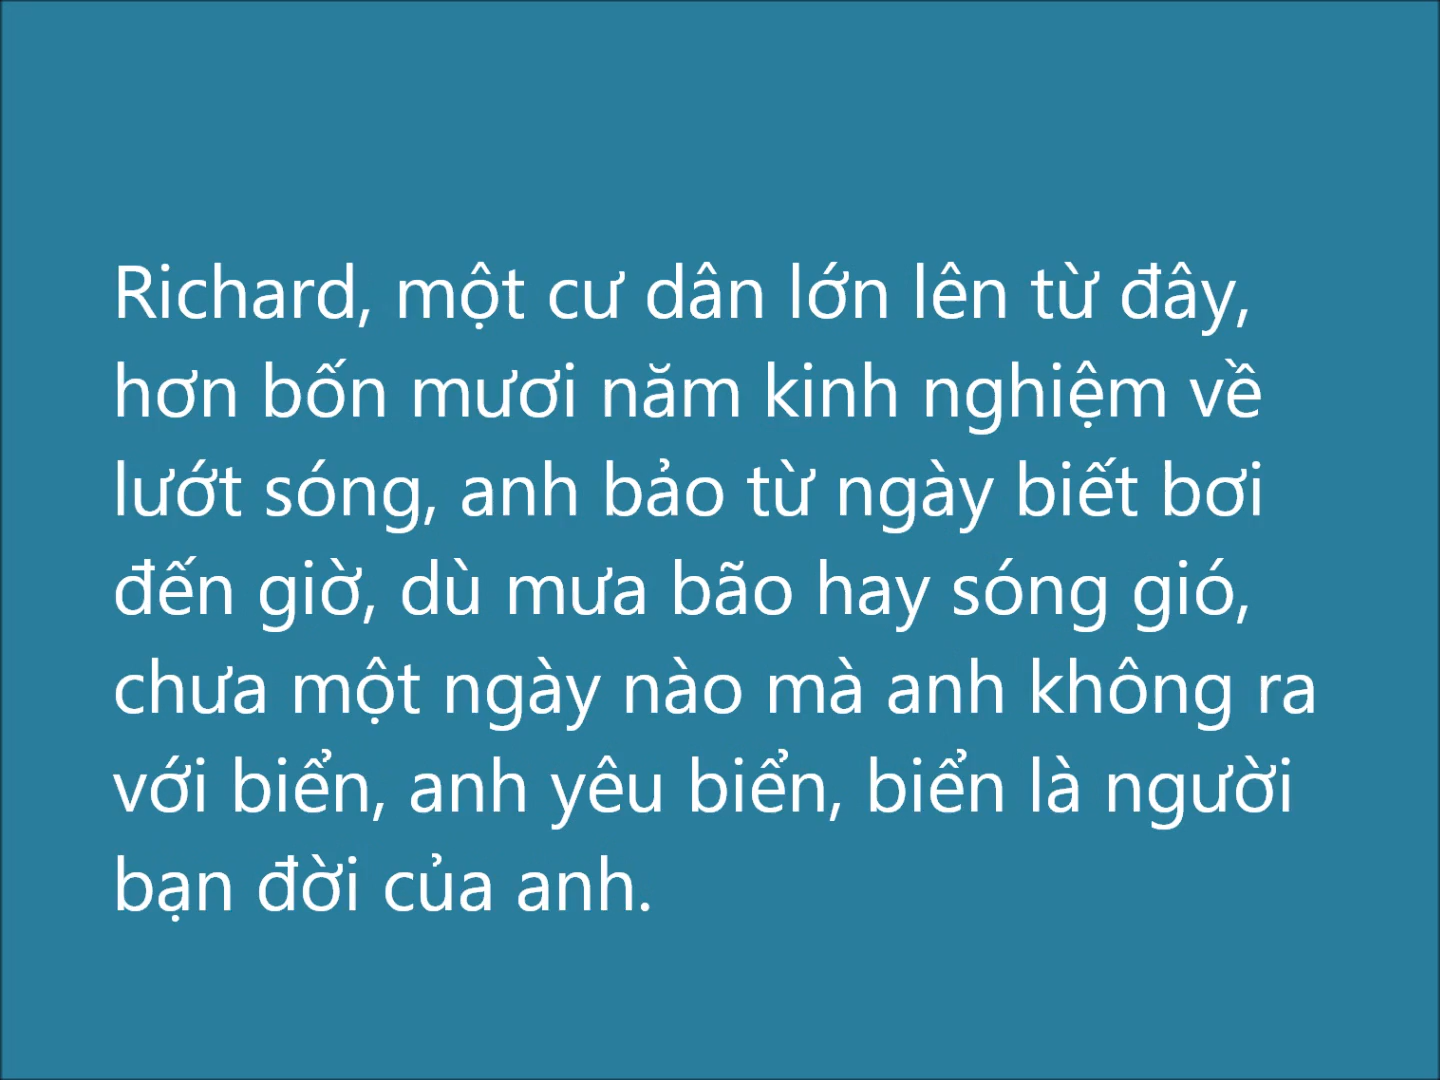 Richard, một cư dân lớn lên từ đây,
hơn bốn mươi năm kinh nghiệm về
lướt sóng, anh bảo từ ngày biết bơi
đến giờ, dù mưa bão hay sóng gió,
chưa một ngày nào mà anh không ra
với biển, anh yêu biển, biển là người
bạn đời của anh.